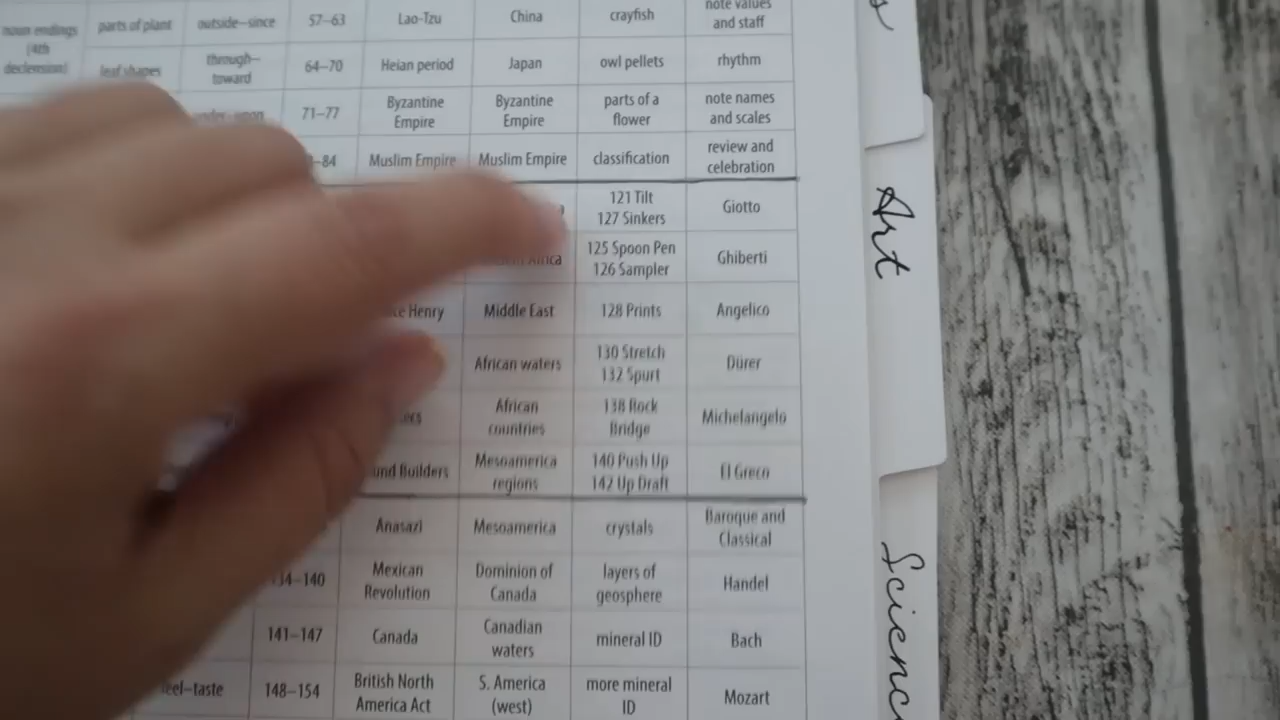 noun endings
(4th
declension)
parts of plant
outside—since
57–63
Lao-Tzu
China
crayfish
note values
and staff
leaf shapes
through—
toward
64–70
Heian period
Japan
owl pellets
rhythm
71–77
Byzantine
Empire
Byzantine
Empire
parts of a
flower
note names
and scales
–84
Muslim Empire
Muslim Empire
classification
review and
celebration
121 Tilt
127 Sinkers
Giotto
125 Spoon Pen
126 Sampler
Ghiberti
Henry
Middle East
128 Prints
Angelico
African waters
130 Stretch
132 Spurt
Dürer
African
countries
138 Rock
Bridge
Michelangelo
Builders
Mesoamerica
regions
140 Push Up
142 Up Draft
El Greco
Anasazi
Mesoamerica
crystals
Baroque and
Classical
34–140
Mexican
Revolution
Dominion of
Canada
layers of
geosphere
Handel
141–147
Canada
Canadian
waters
mineral ID
Bach
feel–taste
148–154
British North
America Act
S. America
(west)
more mineral
ID
Mozart
Art